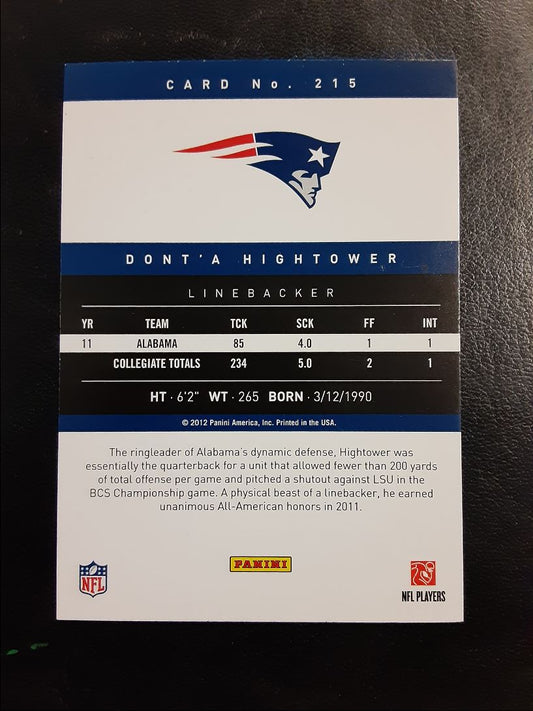 CARD No. 215
DONT'A HIGHTOWER
LINEBACKER
YR TEAM TCK SCK FF INT
11 ALABAMA 85 4.0 1 1
COLLEGIATE TOTALS 234 5.0 2 1
HT · 6'2" WT · 265 BORN · 3/12/1990
© 2012 Panini America, Inc. Printed in the USA.
The ringleader of Alabama's dynamic defense, Hightower was
essentially the quarterback for a unit that allowed fewer than 200 yards
of total offense per game and pitched a shutout against LSU in the
BCS Championship game. A physical beast of a linebacker, he earned
unanimous All-American honors in 2011.
NFL
PANINI
NFL PLAYERS